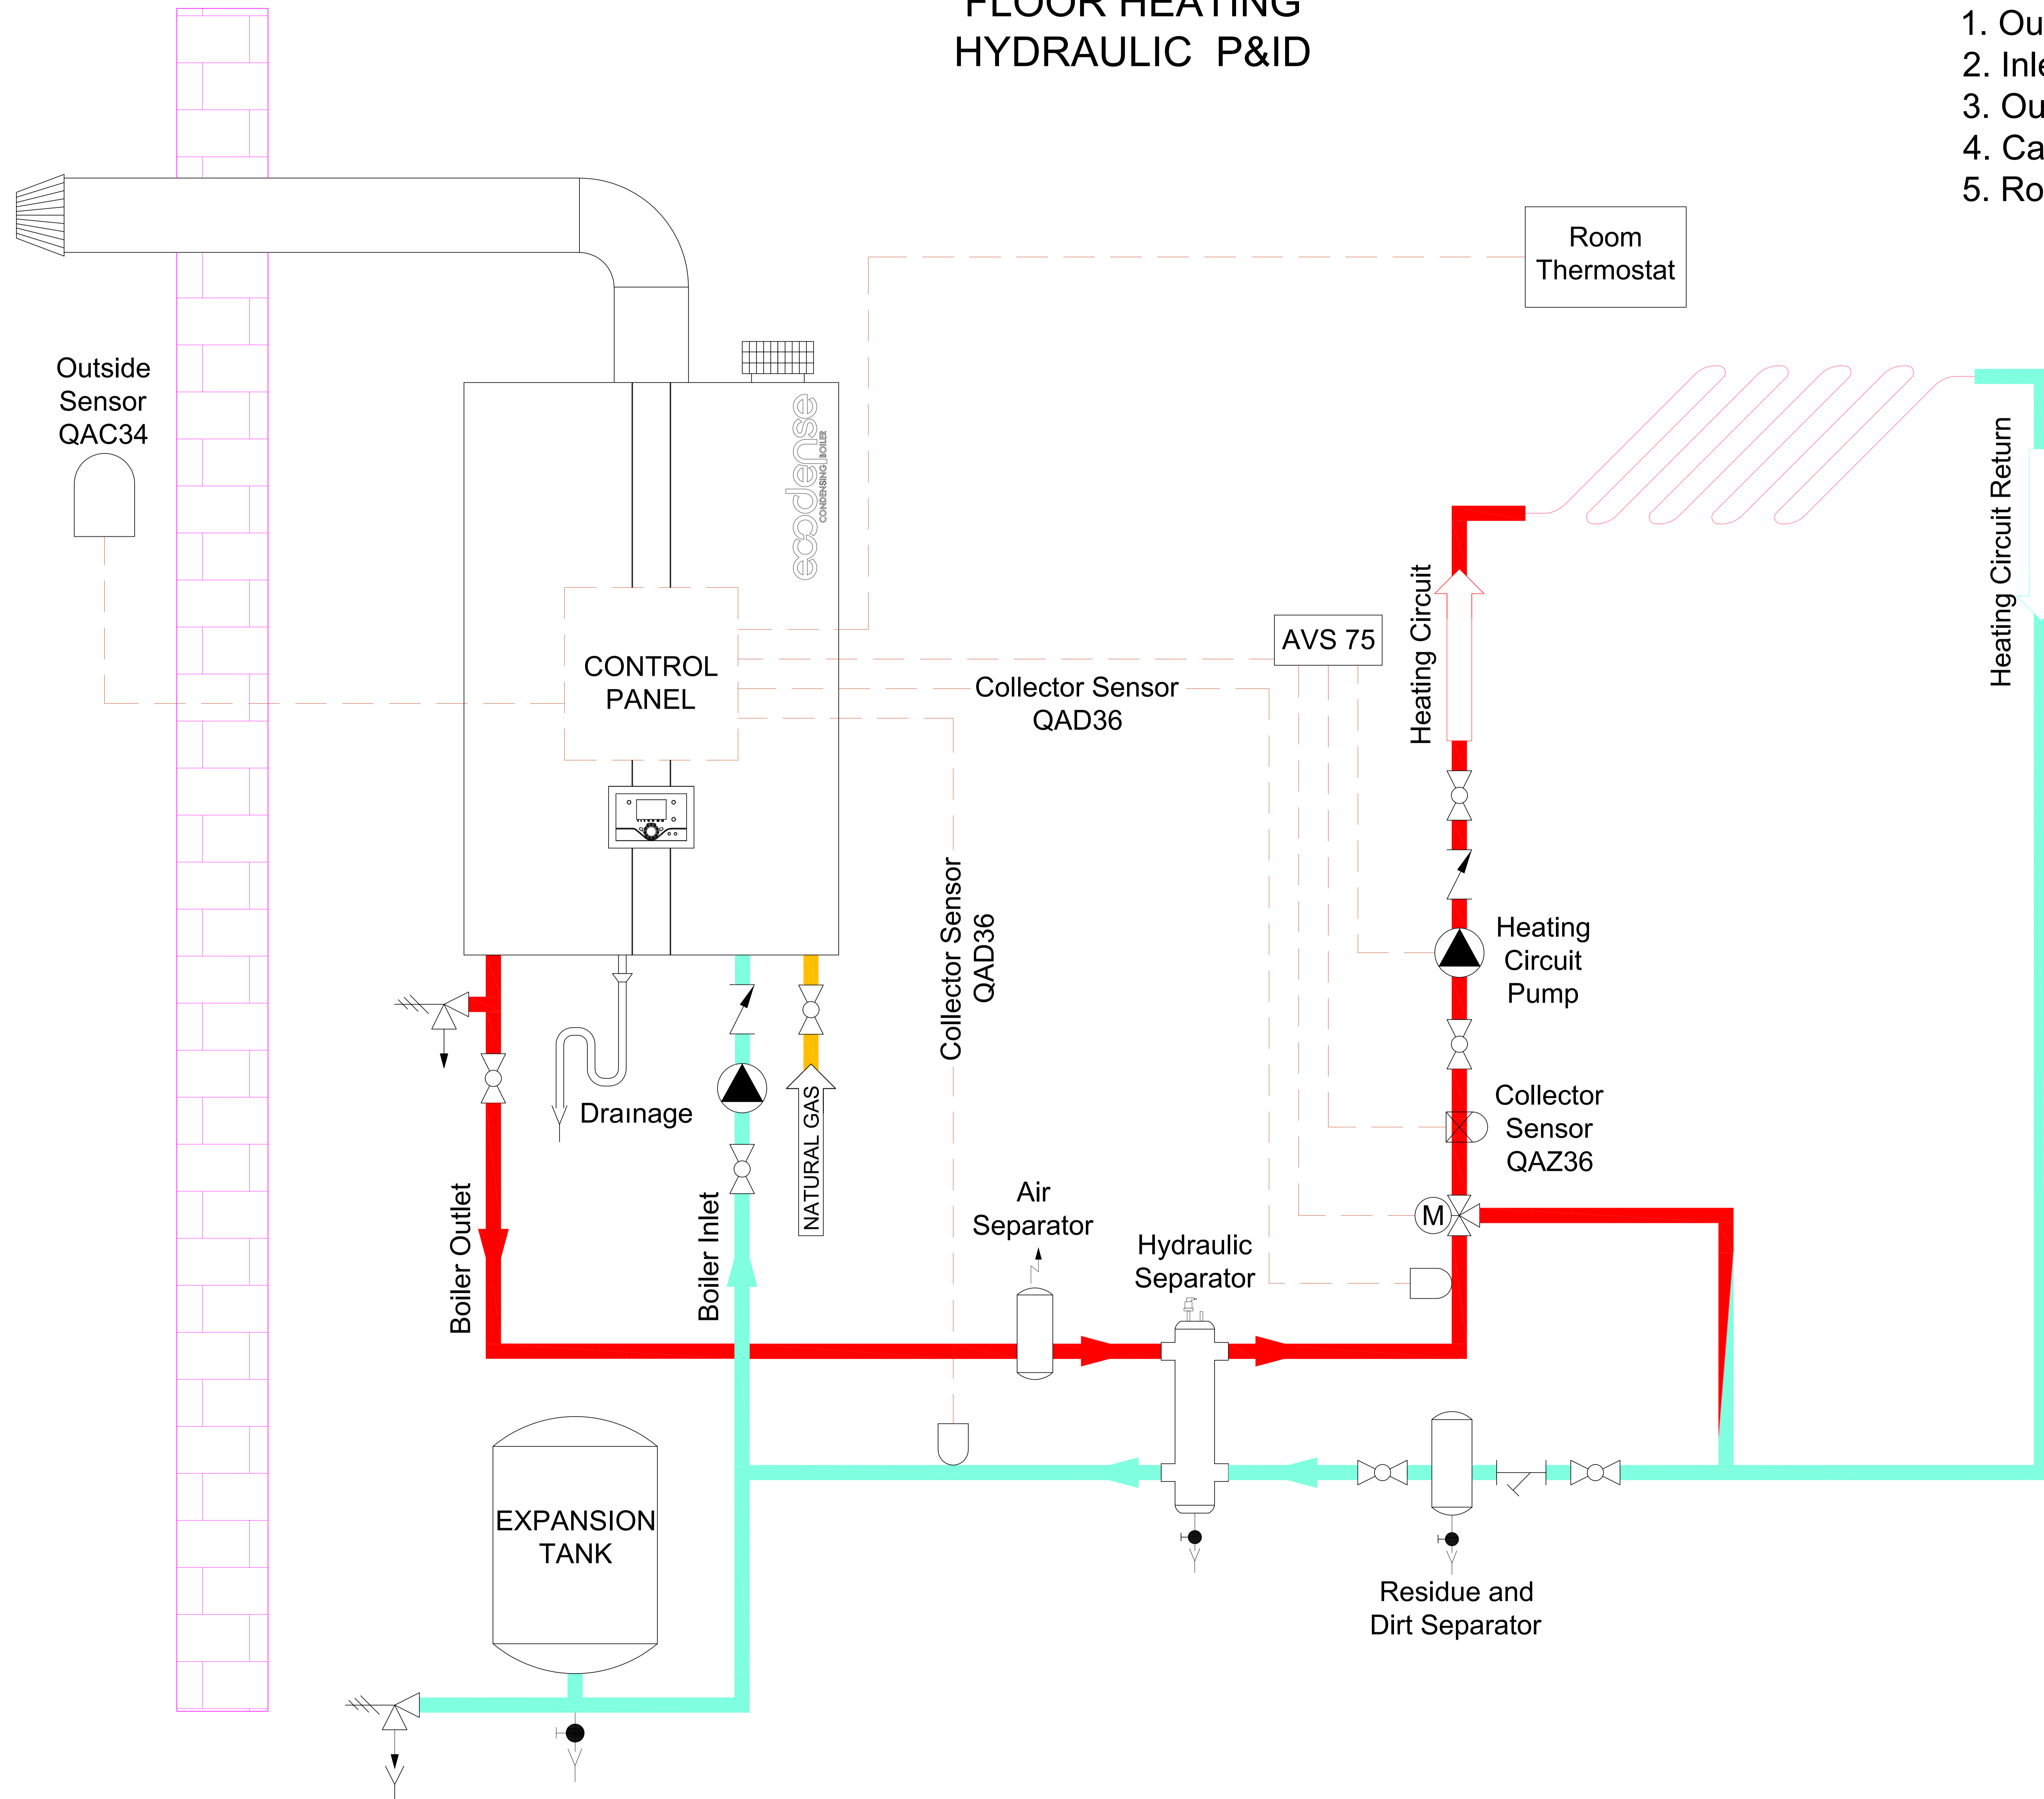 FLOOR HEATING
HYDRAULIC P&ID
1. Ou
2. Inle
3. Ou
4. Ca
5. Ro
Room
Thermostat
Outside
Sensor
QAC34
ecodense
CONDENSING BOILER
Heating Circuit Return
Heating Circuit
AVS 75
CONTROL
PANEL
Collector Sensor
QAD36
Collector Sensor
QAD36
Heating
Circuit
Pump
Collector
Sensor
QAZ36
Draınage
NATURAL GAS
Boiler Outlet
Boiler Inlet
Air
Separator
Hydraulic
Separator
M
EXPANSION
TANK
Residue and
Dirt Separator